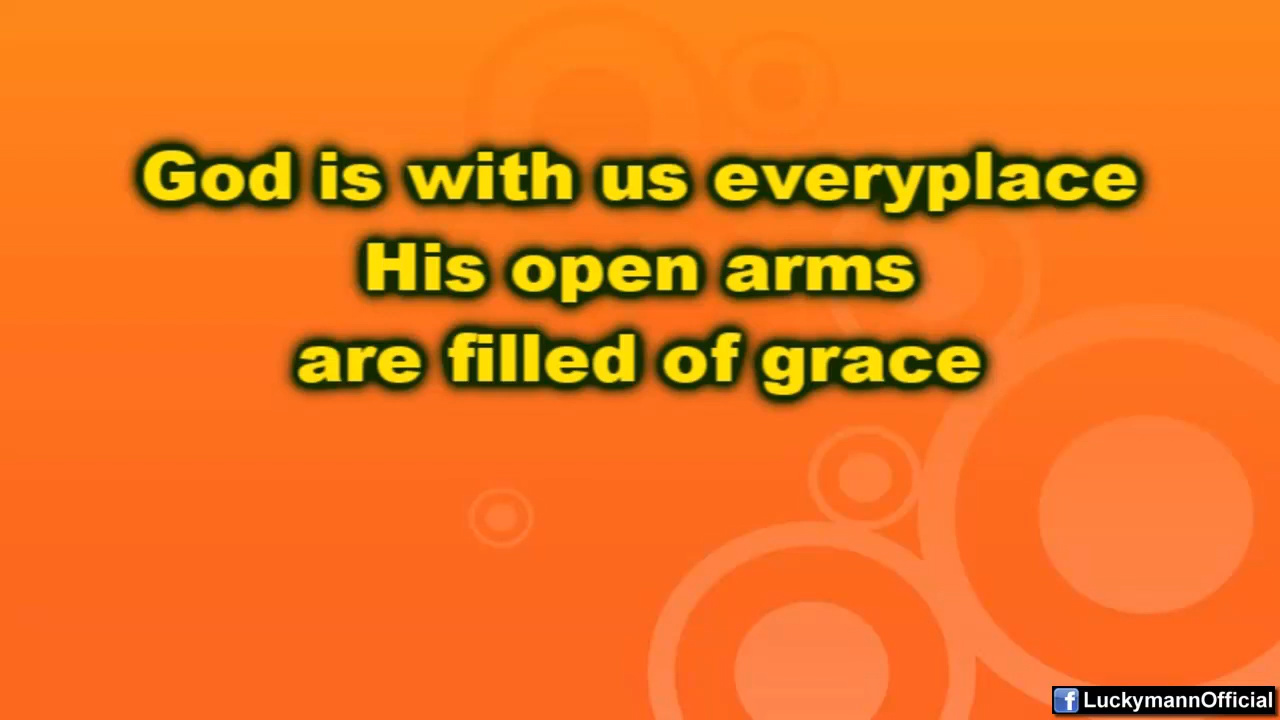 God is with us everyplace
His open arms
are filled of grace
LuckymannOfficial